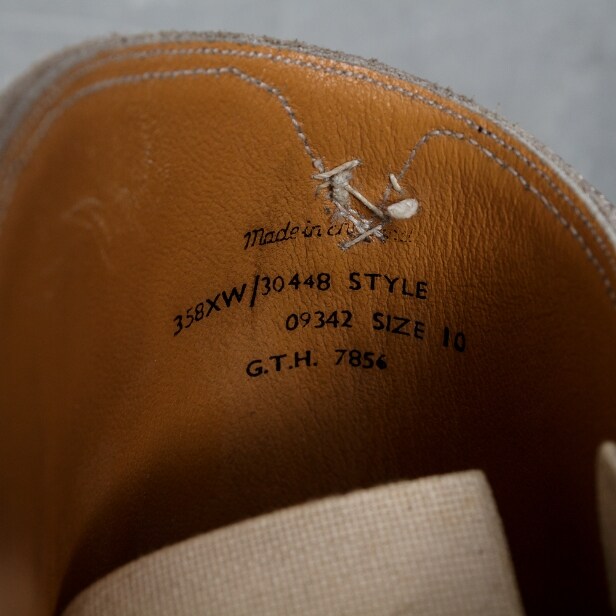 Made in
358XW/30448 STYLE
09342 SIZE 10
G.T.H. 7856